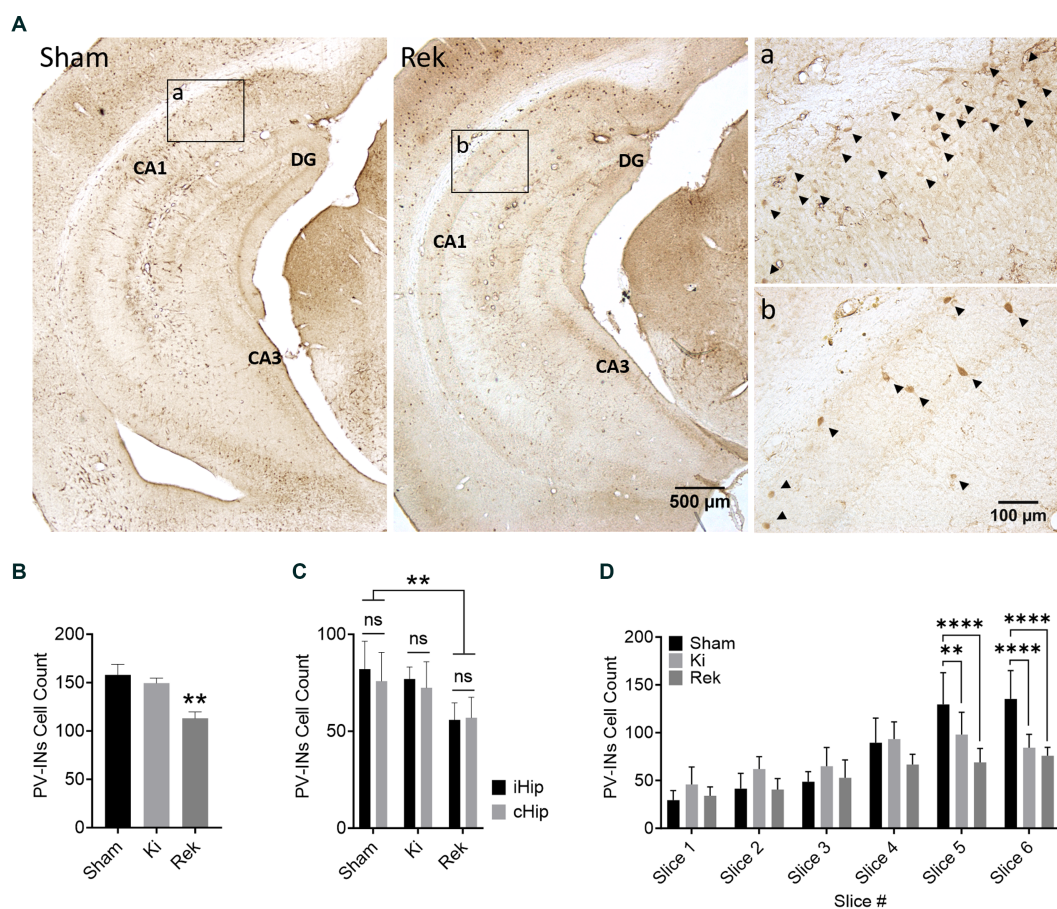 A
Sham
a
CA1
DG
CA3
Rek
b
DG
CA1
CA3
500 μm
a
b
100 μm
B
PV-INs Cell Count
200
150
100
50
0
**
Sham
Ki
Rek
C
PV-INs Cell Count
100
50
0
**
ns
ns
ns
iHip
cHip
Sham
Ki
Rek
D
PV-INs Cell Count
200
150
100
50
0
Sham
Ki
Rek
****
**
****
****
Slice 1
Slice 2
Slice 3
Slice 4
Slice 5
Slice 6
Slice #